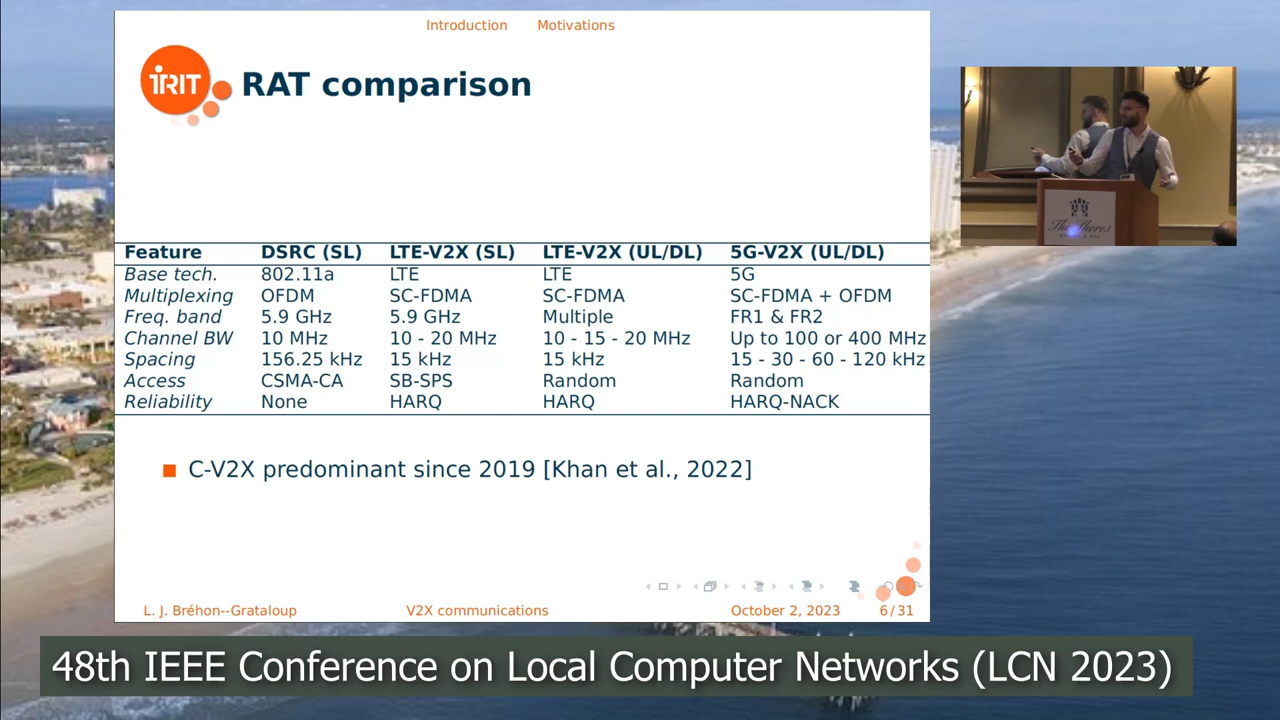 Introduction Motivations
iRIT
RAT comparison
Feature DSRC (SL) LTE-V2X (SL) LTE-V2X (UL/DL) 5G-V2X (UL/DL)
Base tech. 802.11a LTE LTE 5G
Multiplexing OFDM SC-FDMA SC-FDMA SC-FDMA + OFDM
Freq. band 5.9 GHz 5.9 GHz Multiple FR1 & FR2
Channel BW 10 MHz 10 - 20 MHz 10 - 15 - 20 MHz Up to 100 or 400 MHz
Spacing 156.25 kHz 15 kHz 15 kHz 15 - 30 - 60 - 120 kHz
Access CSMA-CA SB-SPS Random Random
Reliability None HARQ HARQ HARQ-NACK
C-V2X predominant since 2019 [Khan et al., 2022]
L. J. Bréhon--Grataloup V2X communications October 2, 2023 6/31
The Shores
48th IEEE Conference on Local Computer Networks (LCN 2023)